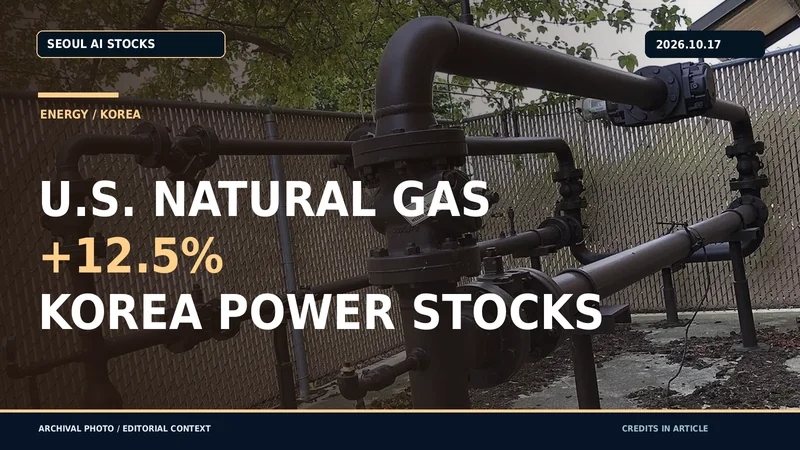 SEOUL AI STOCKS
2026.10.17
ENERGY / KOREA
U.S. NATURAL GAS
+12.5%
KOREA POWER STOCKS
ARCHIVAL PHOTO / EDITORIAL CONTEXT
CREDITS IN ARTICLE